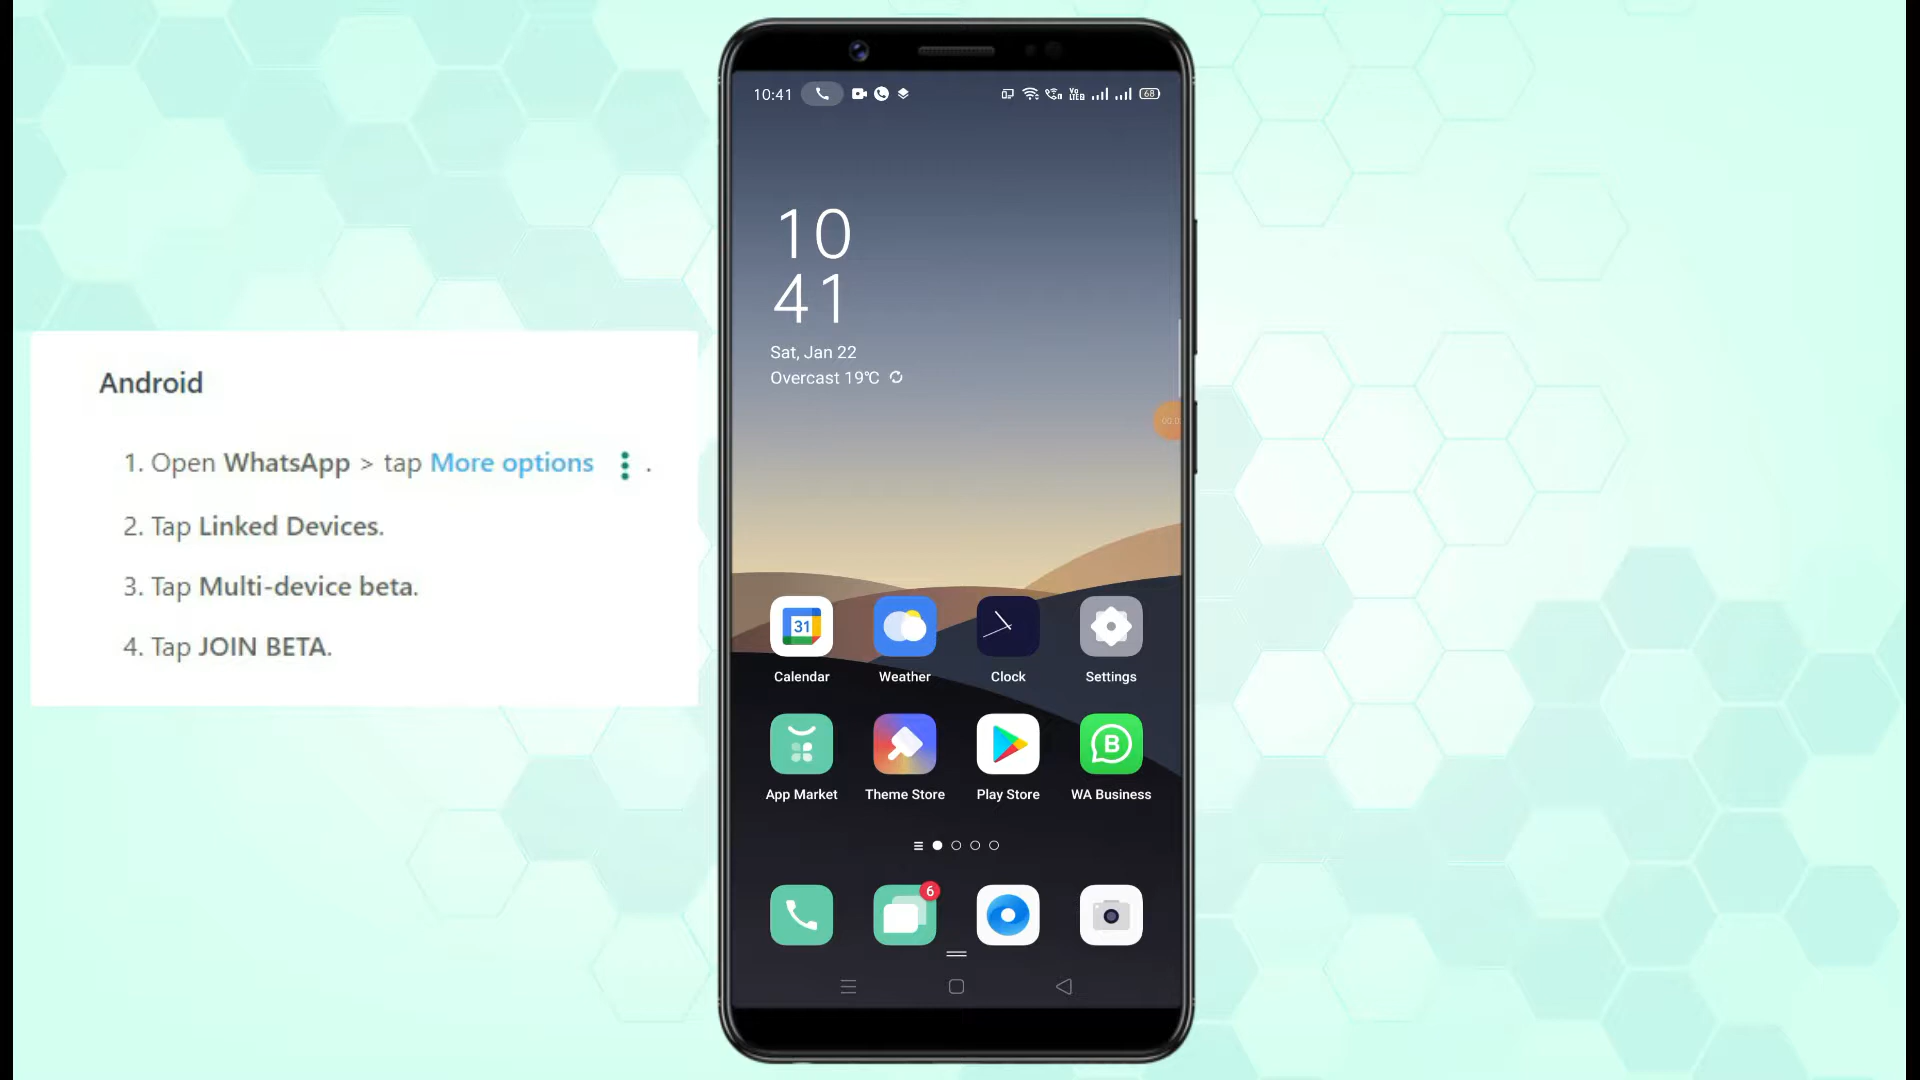 Android
1. Open WhatsApp > tap More options .
2. Tap Linked Devices.
3. Tap Multi-device beta.
4. Tap JOIN BETA.
10:41
68
10
41
Sat, Jan 22
Overcast 19℃
31
Calendar Weather Clock Settings
B
App Market Theme Store Play Store WA Business
6